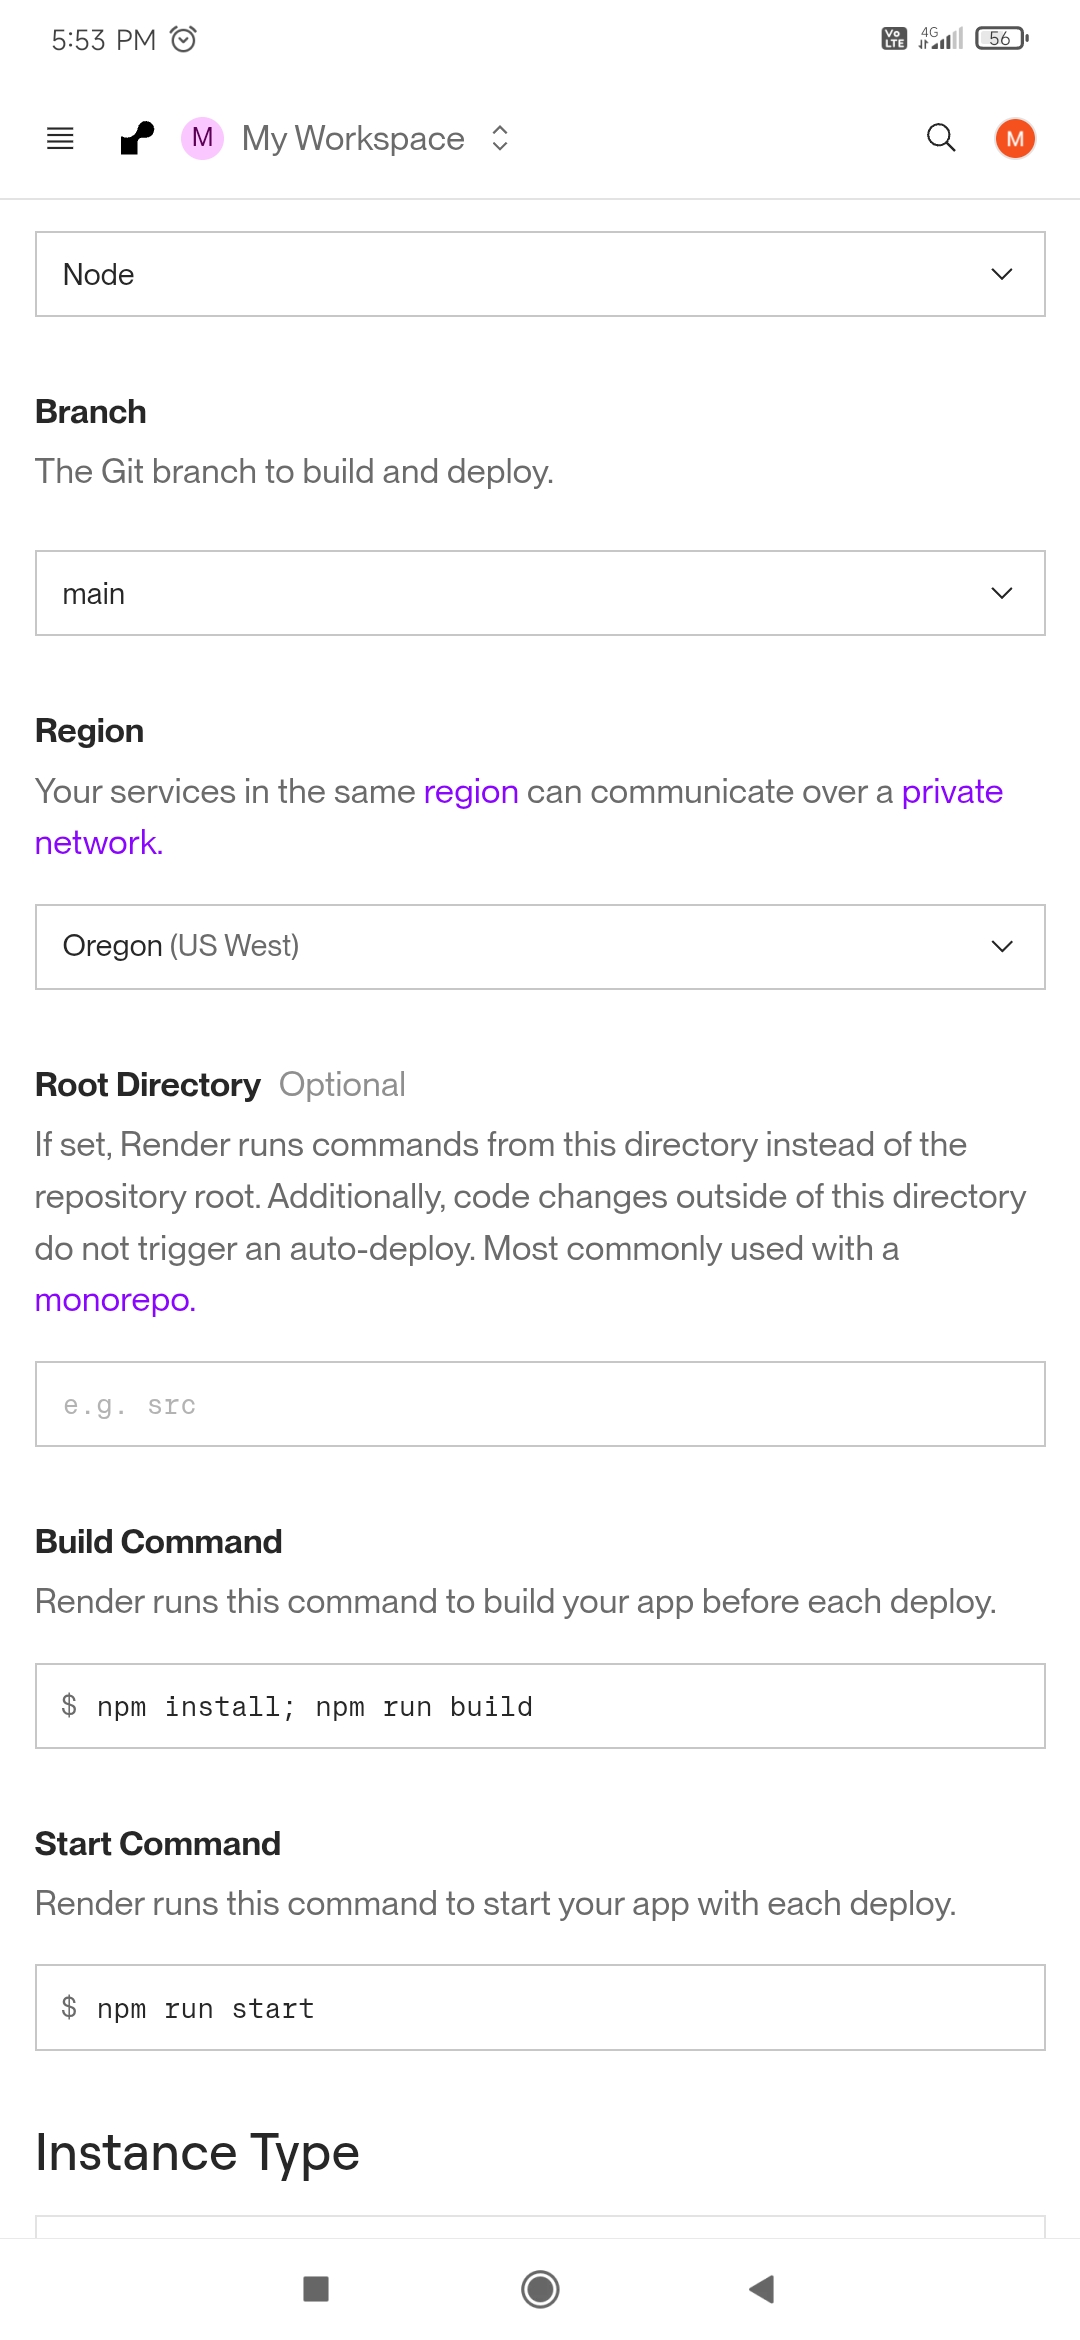 5:53 PM
Vo LTE 4G 56
M My Workspace M
Node
Branch
The Git branch to build and deploy.
main
Region
Your services in the same region can communicate over a private
network.
Oregon (US West)
Root Directory Optional
If set, Render runs commands from this directory instead of the
repository root. Additionally, code changes outside of this directory
do not trigger an auto-deploy. Most commonly used with a
monorepo.
e.g. src
Build Command
Render runs this command to build your app before each deploy.
$ npm install; npm run build
Start Command
Render runs this command to start your app with each deploy.
$ npm run start
Instance Type